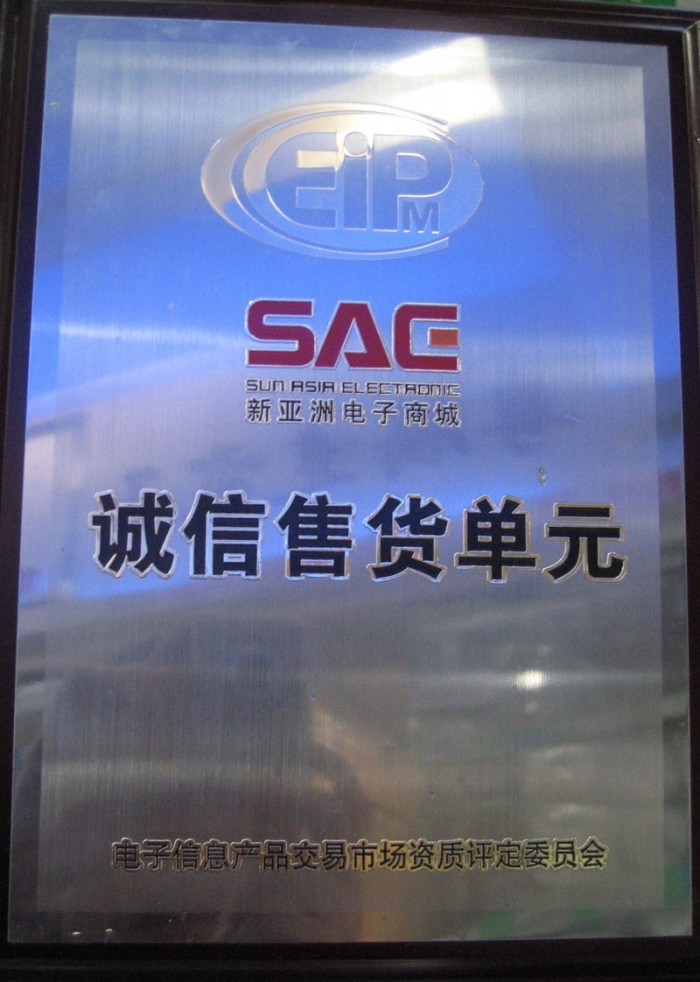 EiPM
SAE
SUN ASIA ELECTRONIC
新亚洲电子商城
诚信售货单元
电子信息产品交易市场资质评定委员会